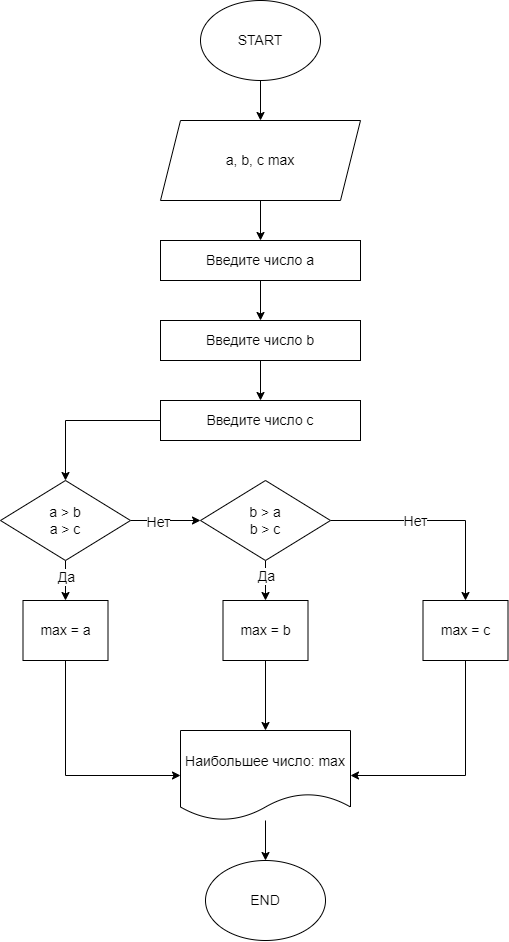 START
a, b, c max
Введите число a
Введите число b
Введите число c
a > b
a > c
Нет
b > a
b > c
Нет
Да
Да
max = a
max = b
max = c
Наибольшее число: max
END